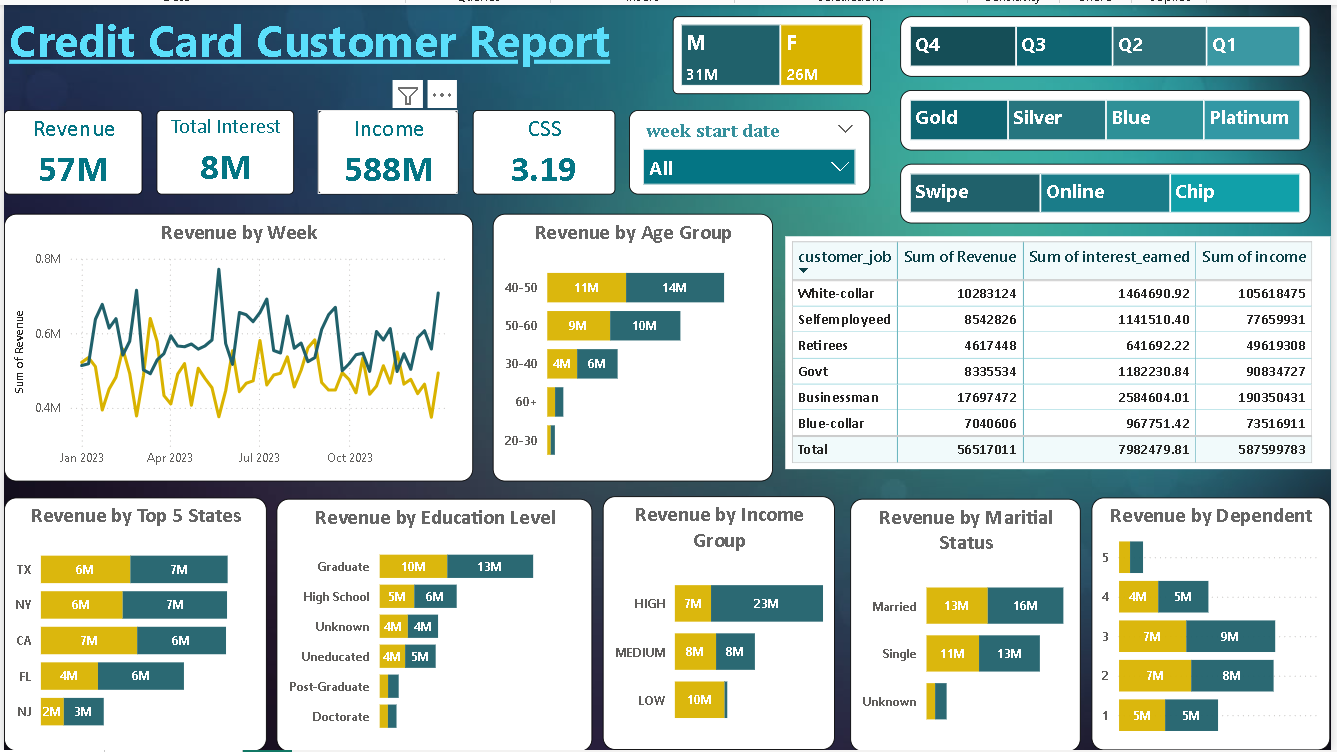 Credit Card Customer Report
M
31M
F
26M
Q4
Q3
Q2
Q1
Gold
Silver
Blue
Platinum
Swipe
Online
Chip
Revenue
57M
Total Interest
8M
Income
588M
CSS
3.19
week start date
All
Revenue by Week
Sum of Revenue
0.8M
0.6M
0.4M
Jan 2023
Apr 2023
Jul 2023
Oct 2023
Revenue by Age Group
40-50 11M 14M
50-60 9M 10M
30-40 4M 6M
60+
20-30
customer_job Sum of Revenue Sum of interest_earned Sum of income
White-collar 10283124 1464690.92 105618475
Selfemployeed 8542826 1141510.40 77659931
Retirees 4617448 641692.22 49619308
Govt 8335534 1182230.84 90834727
Businessman 17697472 2584604.01 190350431
Blue-collar 7040606 967751.42 73516911
Total 56517011 7982479.81 587599783
Revenue by Top 5 States
TX 6M 7M
NY 6M 7M
CA 7M 6M
FL 4M 6M
NJ 2M 3M
Revenue by Education Level
Graduate 10M 13M
High School 5M 6M
Unknown 4M 4M
Uneducated 4M 5M
Post-Graduate
Doctorate
Revenue by Income
Group
HIGH 7M 23M
MEDIUM 8M 8M
LOW 10M
Revenue by Maritial
Status
Married 13M 16M
Single 11M 13M
Unknown
Revenue by Dependent
5
4 4M 5M
3 7M 9M
2 7M 8M
1 5M 5M